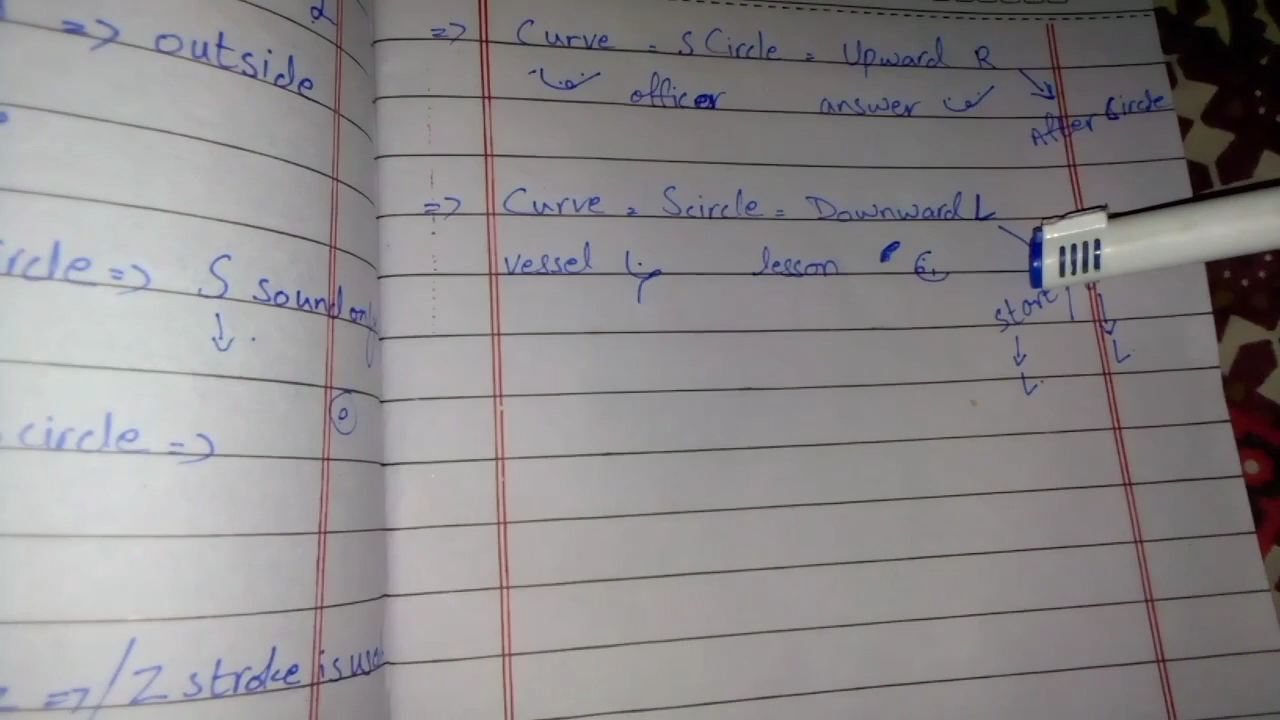 => outside
ircle => S sound only
circle =>
=> / Z stroke is use
=> Curve = S Circle = Upward R
officer answer
After Circle
=> Curve = S circle = Downward L
vessel lesson
start
L L